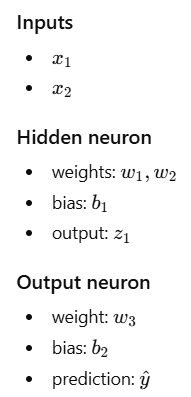 Inputs
• x₁
• x₂
Hidden neuron
• weights: w₁, w₂
• bias: b₁
• output: z₁
Output neuron
• weight: w₃
• bias: b₂
• prediction: ŷ